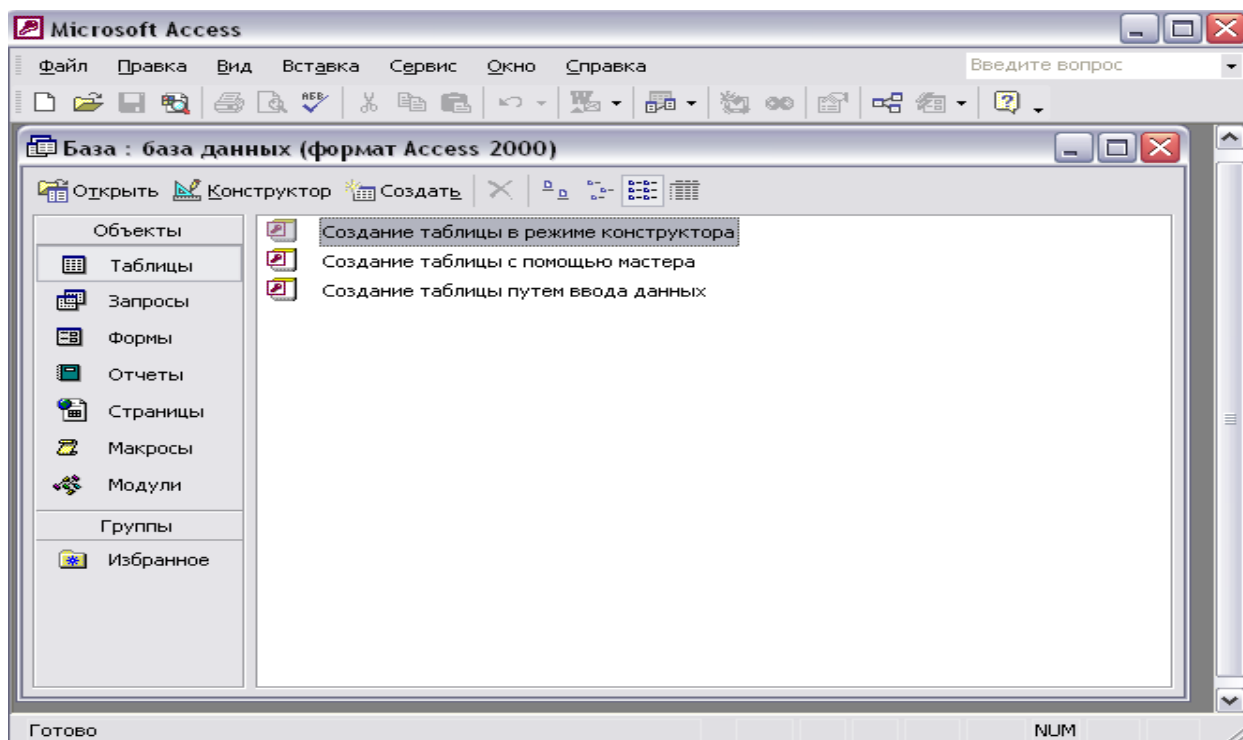 Microsoft Access
Файл Правка Вид Вставка Сервис Окно Справка Введите вопрос
АБВ
База : база данных (формат Access 2000)
Открыть Конструктор Создать
Объекты
Таблицы
Запросы
Формы
Отчеты
Страницы
Макросы
Модули
Группы
Избранное
Создание таблицы в режиме конструктора
Создание таблицы с помощью мастера
Создание таблицы путем ввода данных
Готово NUM